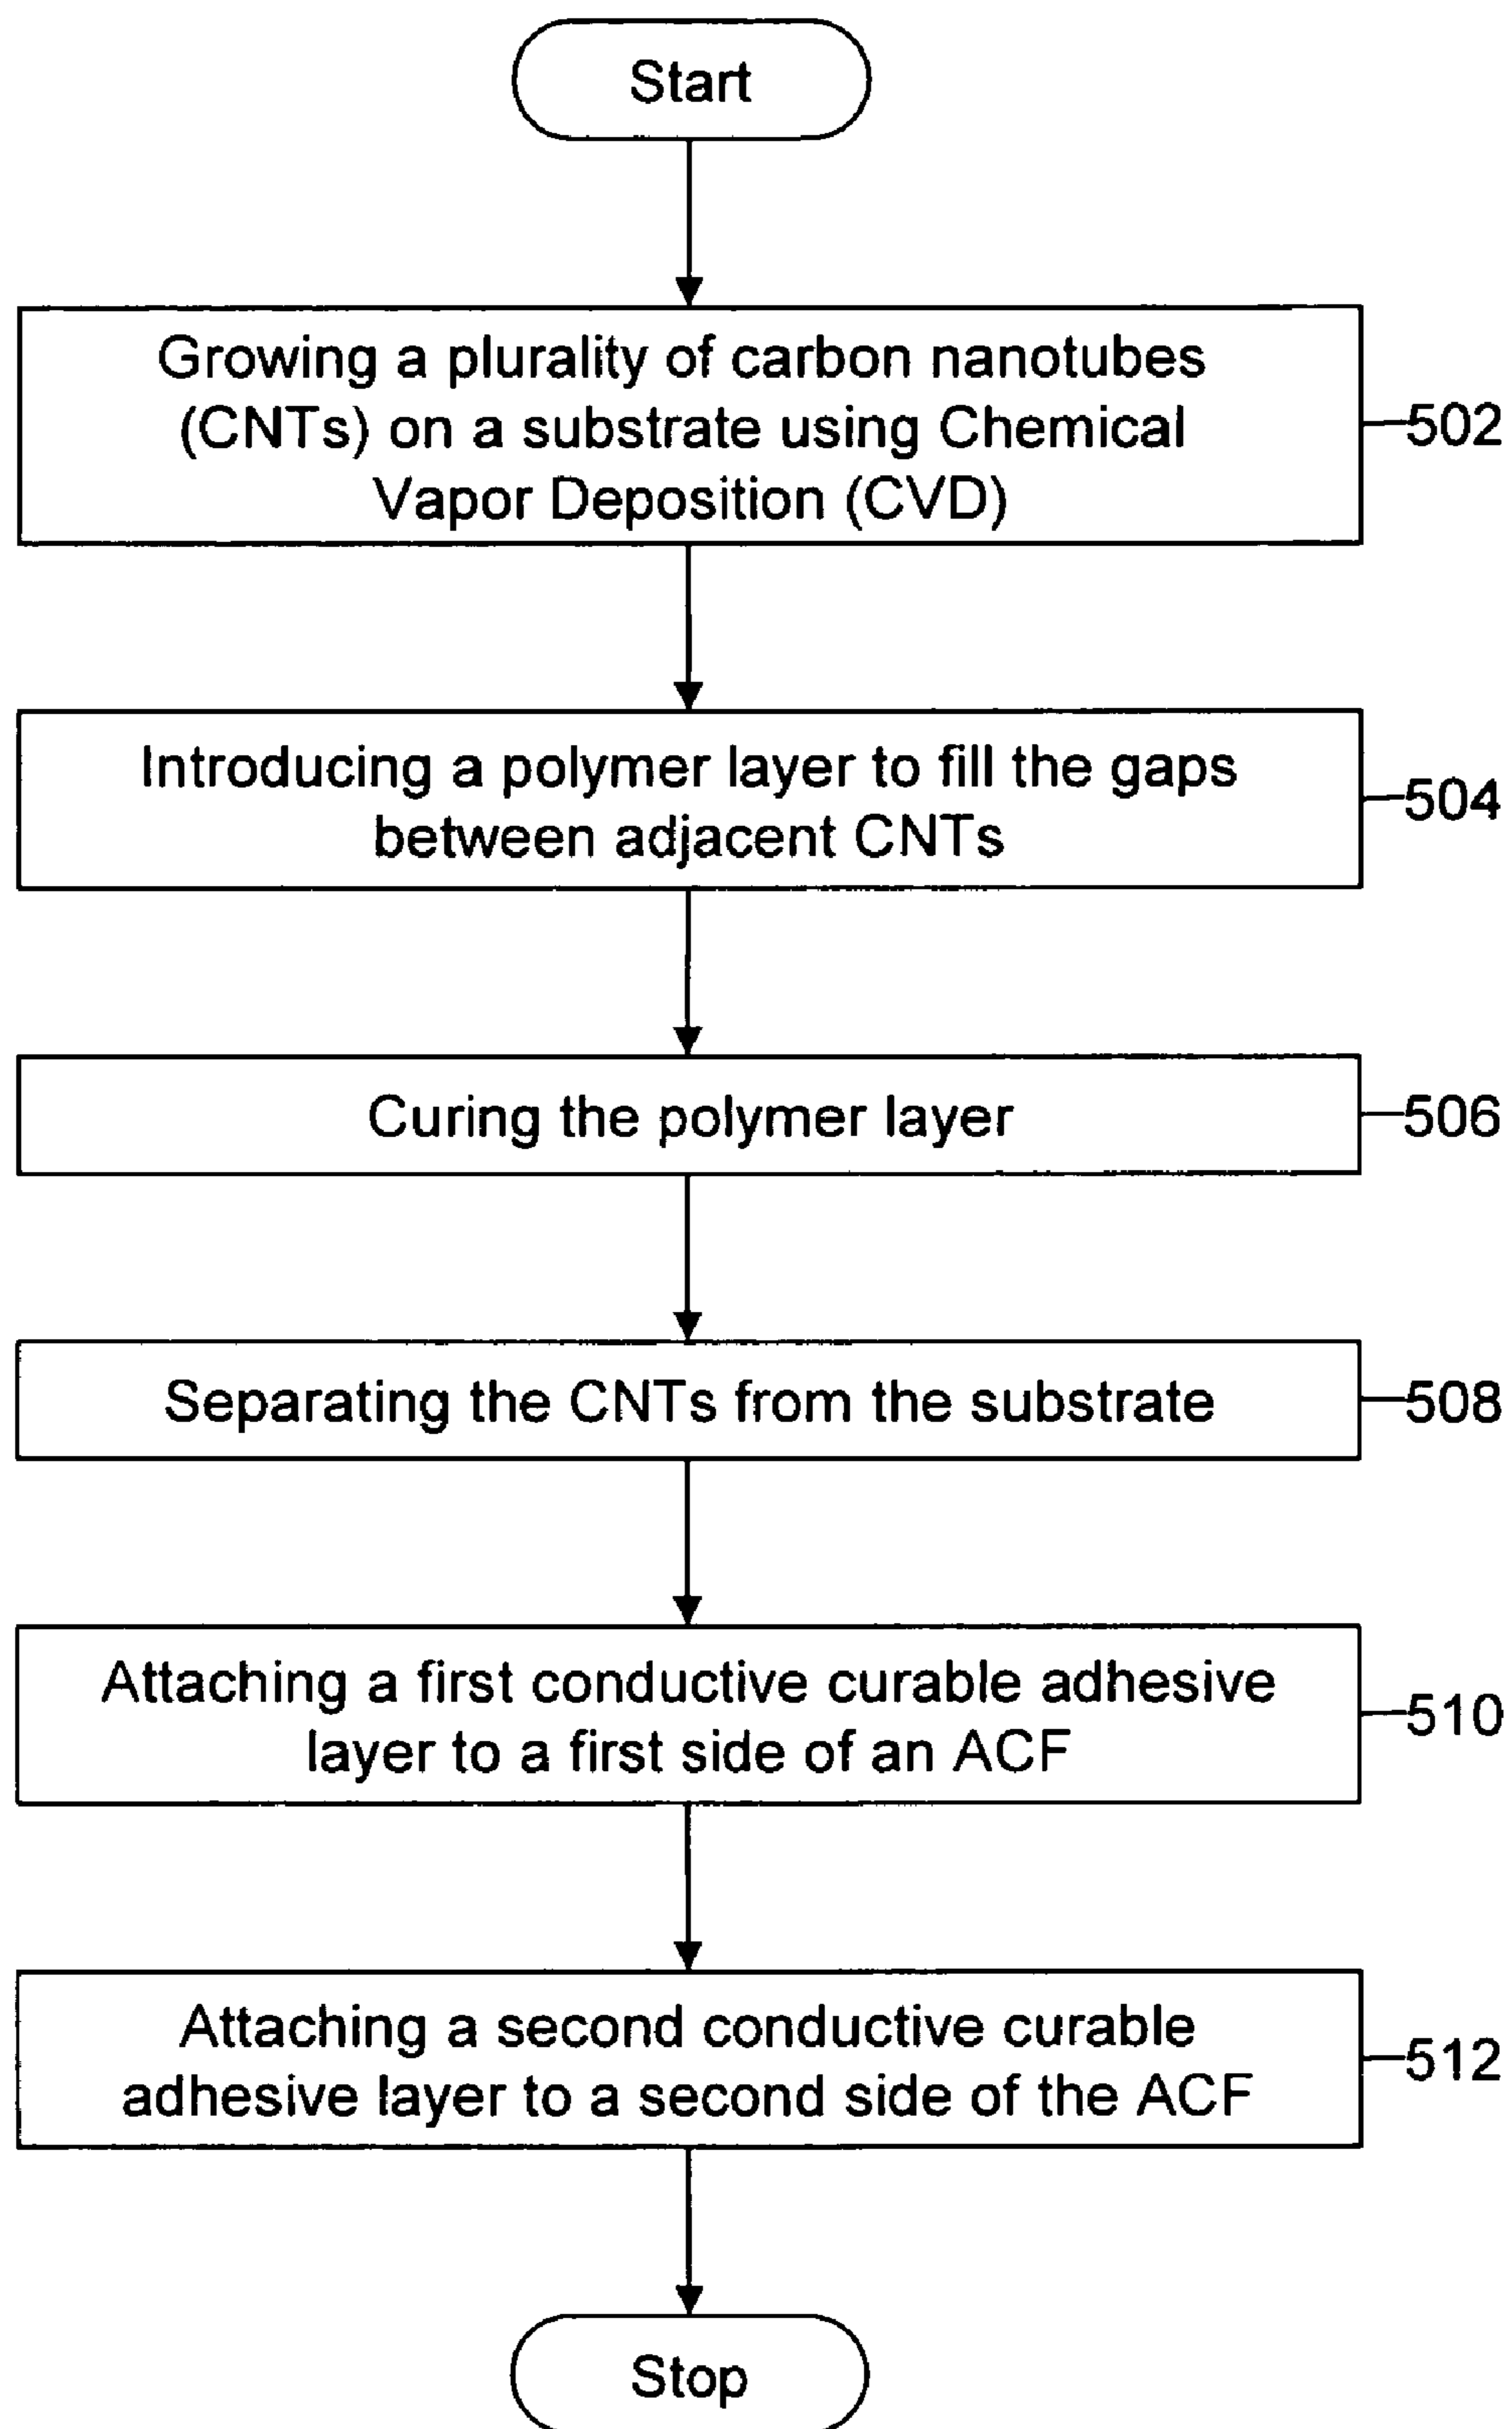 Start
Growing a plurality of carbon nanotubes
(CNTs) on a substrate using Chemical
Vapor Deposition (CVD)
502
Introducing a polymer layer to fill the gaps
between adjacent CNTs
504
Curing the polymer layer
506
Separating the CNTs from the substrate
508
Attaching a first conductive curable adhesive
layer to a first side of an ACF
510
Attaching a second conductive curable
adhesive layer to a second side of the ACF
512
Stop